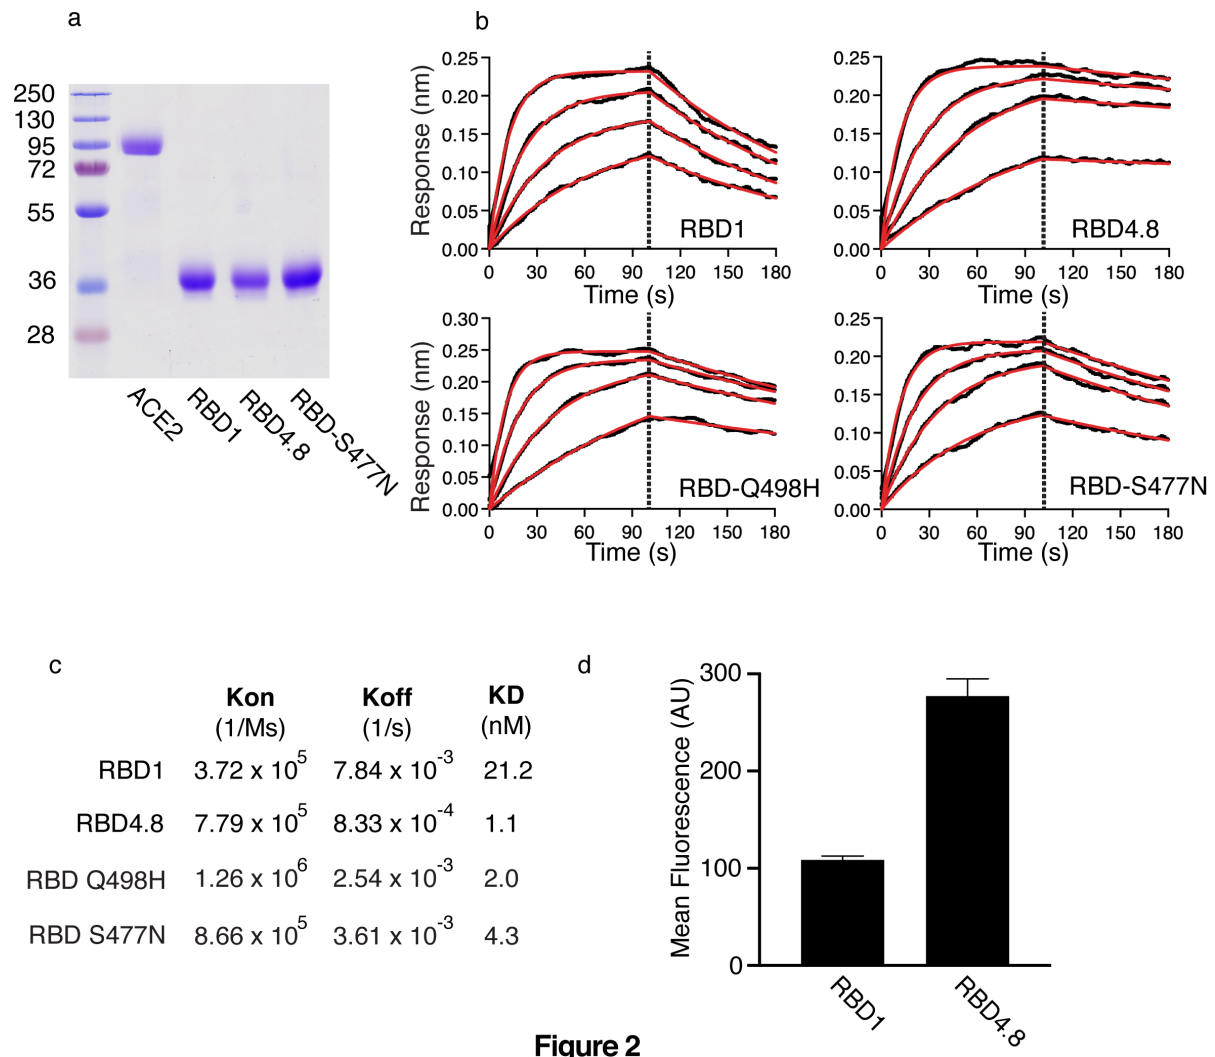 a
250
130
95
72
55
36
28
ACE2
RBD1
RBD4.8
RBD-S477N
b
Response (nm)
0.25
0.20
0.15
0.10
0.05
0.00
0 30 60 90 120 150 180
Time (s)
RBD1
0.25
0.20
0.15
0.10
0.05
0.00
0 30 60 90 120 150 180
Time (s)
RBD4.8
Response (nm)
0.30
0.25
0.20
0.15
0.10
0.05
0.00
0 30 60 90 120 150 180
Time (s)
RBD-Q498H
0.25
0.20
0.15
0.10
0.05
0.00
0 30 60 90 120 150 180
Time (s)
RBD-S477N
c
Kon Koff KD
(1/Ms) (1/s) (nM)
RBD1 3.72 x 10^5 7.84 x 10^-3 21.2
RBD4.8 7.79 x 10^5 8.33 x 10^-4 1.1
RBD Q498H 1.26 x 10^6 2.54 x 10^-3 2.0
RBD S477N 8.66 x 10^5 3.61 x 10^-3 4.3
d
Mean Fluorescence (AU)
300
200
100
0
RBD1
RBD4.8
Figure 2